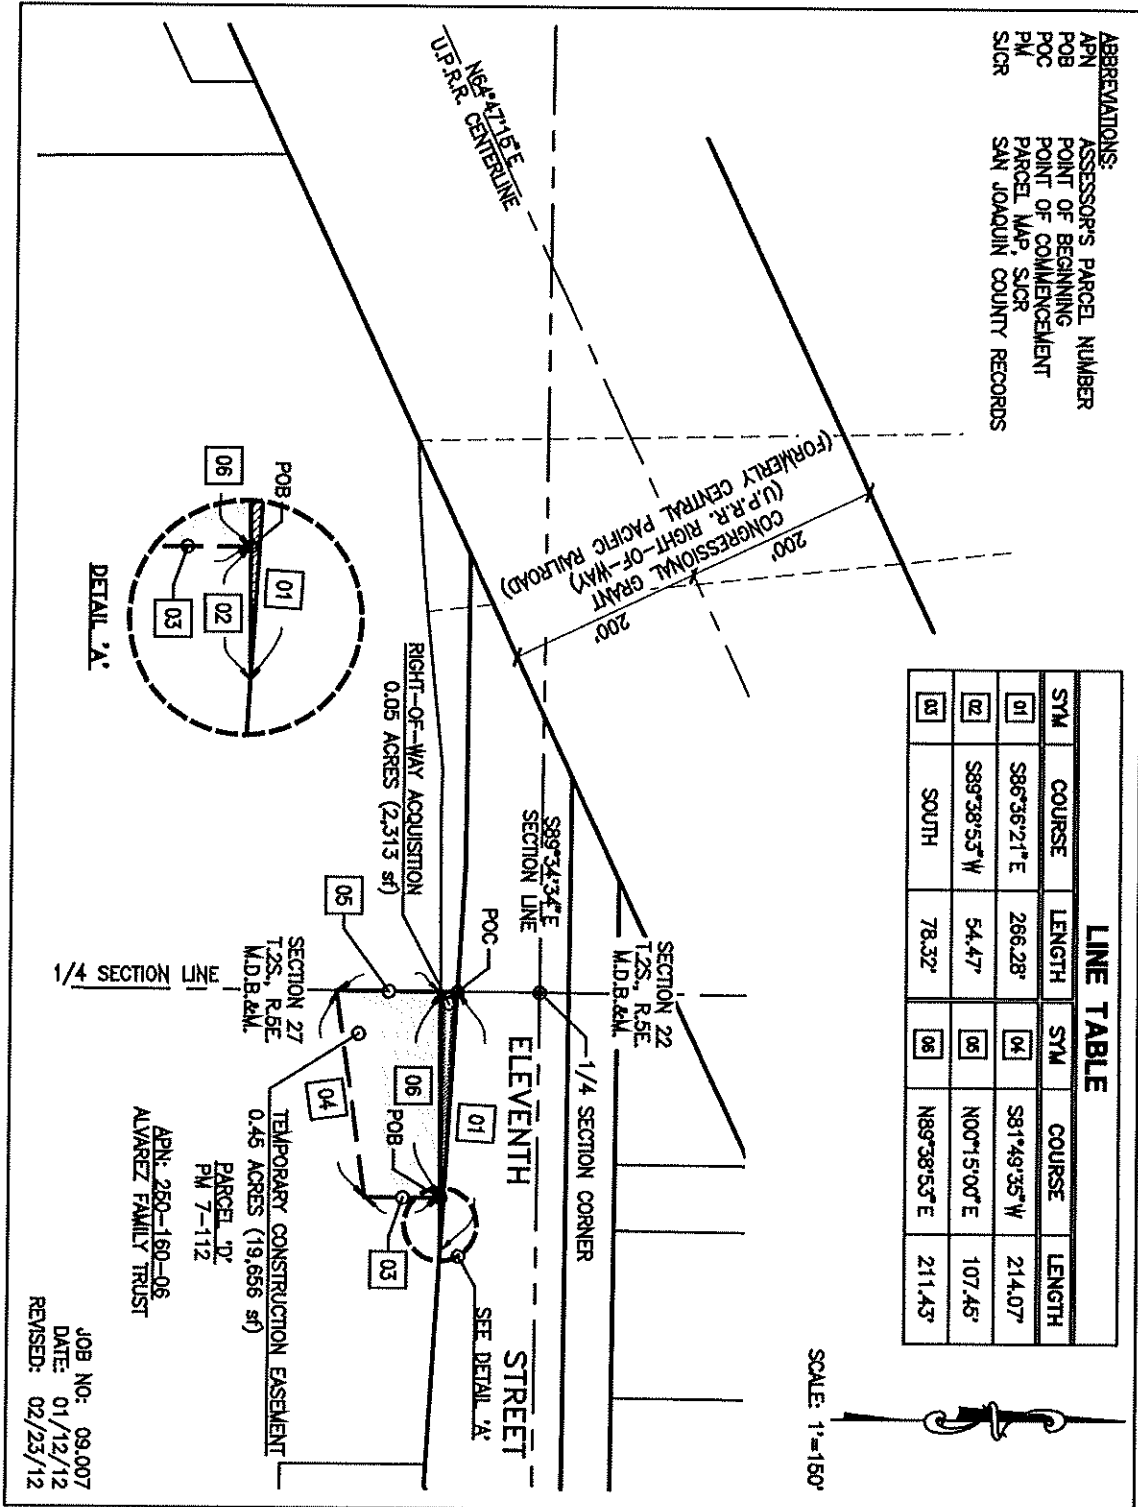 ABBREVIATIONS:
APN ASSESSOR'S PARCEL NUMBER
POB POINT OF BEGINNING
POC POINT OF COMMENCEMENT
PM PARCEL MAP, SJCR
SJCR SAN JOAQUIN COUNTY RECORDS
LINE TABLE
SYM COURSE LENGTH SYM COURSE LENGTH
01 S86°36'21"E 266.28' 04 S81°49'35"W 214.07'
02 S89°38'53"W 54.47' 05 N00°15'00"E 107.45'
03 SOUTH 78.32' 06 N89°38'53"E 211.43'
SCALE: 1"=150'
N64°47'15"E
U.P.R.R. CENTERLINE
200'
200'
CONGRESSIONAL GRANT
(U.P.R.R. RIGHT-OF-WAY)
(FORMERLY CENTRAL PACIFIC RAILROAD)
SECTION 22
T.2S., R.5E.
M.D.B.&M.
S89°34'34"E
SECTION LINE
1/4 SECTION CORNER
ELEVENTH STREET
POC
RIGHT-OF-WAY ACQUISITION
0.05 ACRES (2,313 sf)
01
06
POB
SEE DETAIL 'A'
03
05
04
SECTION 27
T.2S., R.5E.
M.D.B.&M.
1/4 SECTION LINE
TEMPORARY CONSTRUCTION EASEMENT
0.45 ACRES (19,656 sf)
PARCEL 'D'
PM 7-112
APN: 250-160-06
ALVAREZ FAMILY TRUST
POB
06
01
02
03
DETAIL 'A'
JOB NO: 09.007
DATE: 01/12/12
REVISED: 02/23/12